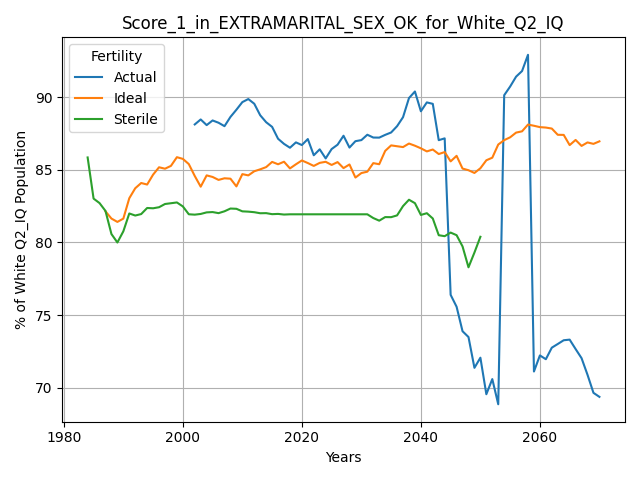 Score_1_in_EXTRAMARITAL_SEX_OK_for_White_Q2_IQ
Fertility
Actual
Ideal
Sterile
% of White Q2_IQ Population
90
85
80
75
70
1980
2000
2020
2040
2060
Years